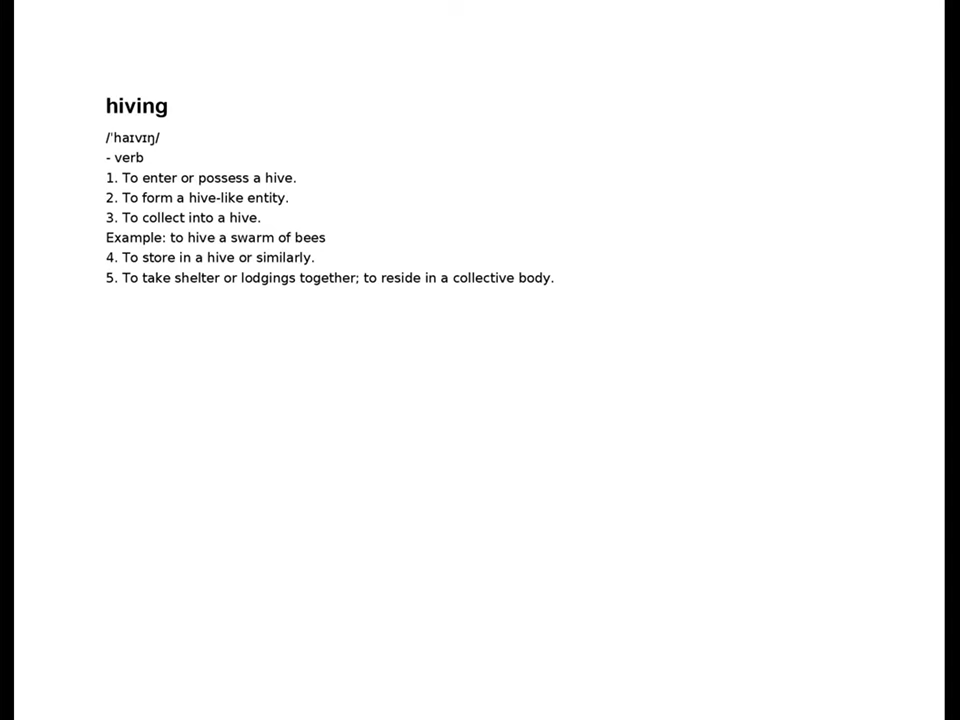 hiving
/ˈhaɪvɪŋ/
- verb
1. To enter or possess a hive.
2. To form a hive-like entity.
3. To collect into a hive.
Example: to hive a swarm of bees
4. To store in a hive or similarly.
5. To take shelter or lodgings together; to reside in a collective body.